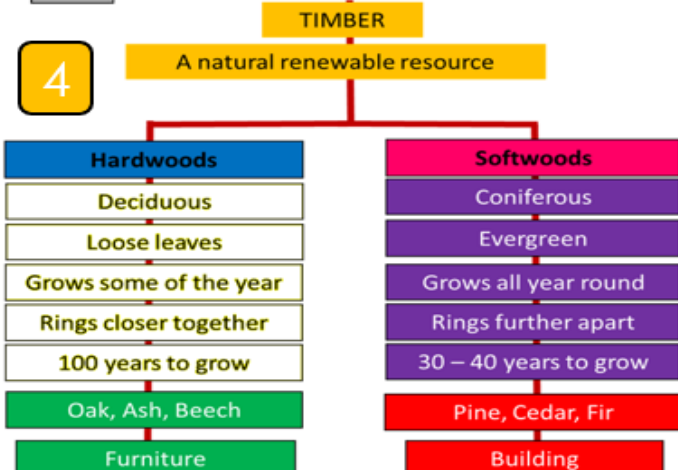 TIMBER
A natural renewable resource
4
Hardwoods
Deciduous
Loose leaves
Grows some of the year
Rings closer together
100 years to grow
Oak, Ash, Beech
Furniture
Softwoods
Coniferous
Evergreen
Grows all year round
Rings further apart
30 – 40 years to grow
Pine, Cedar, Fir
Building